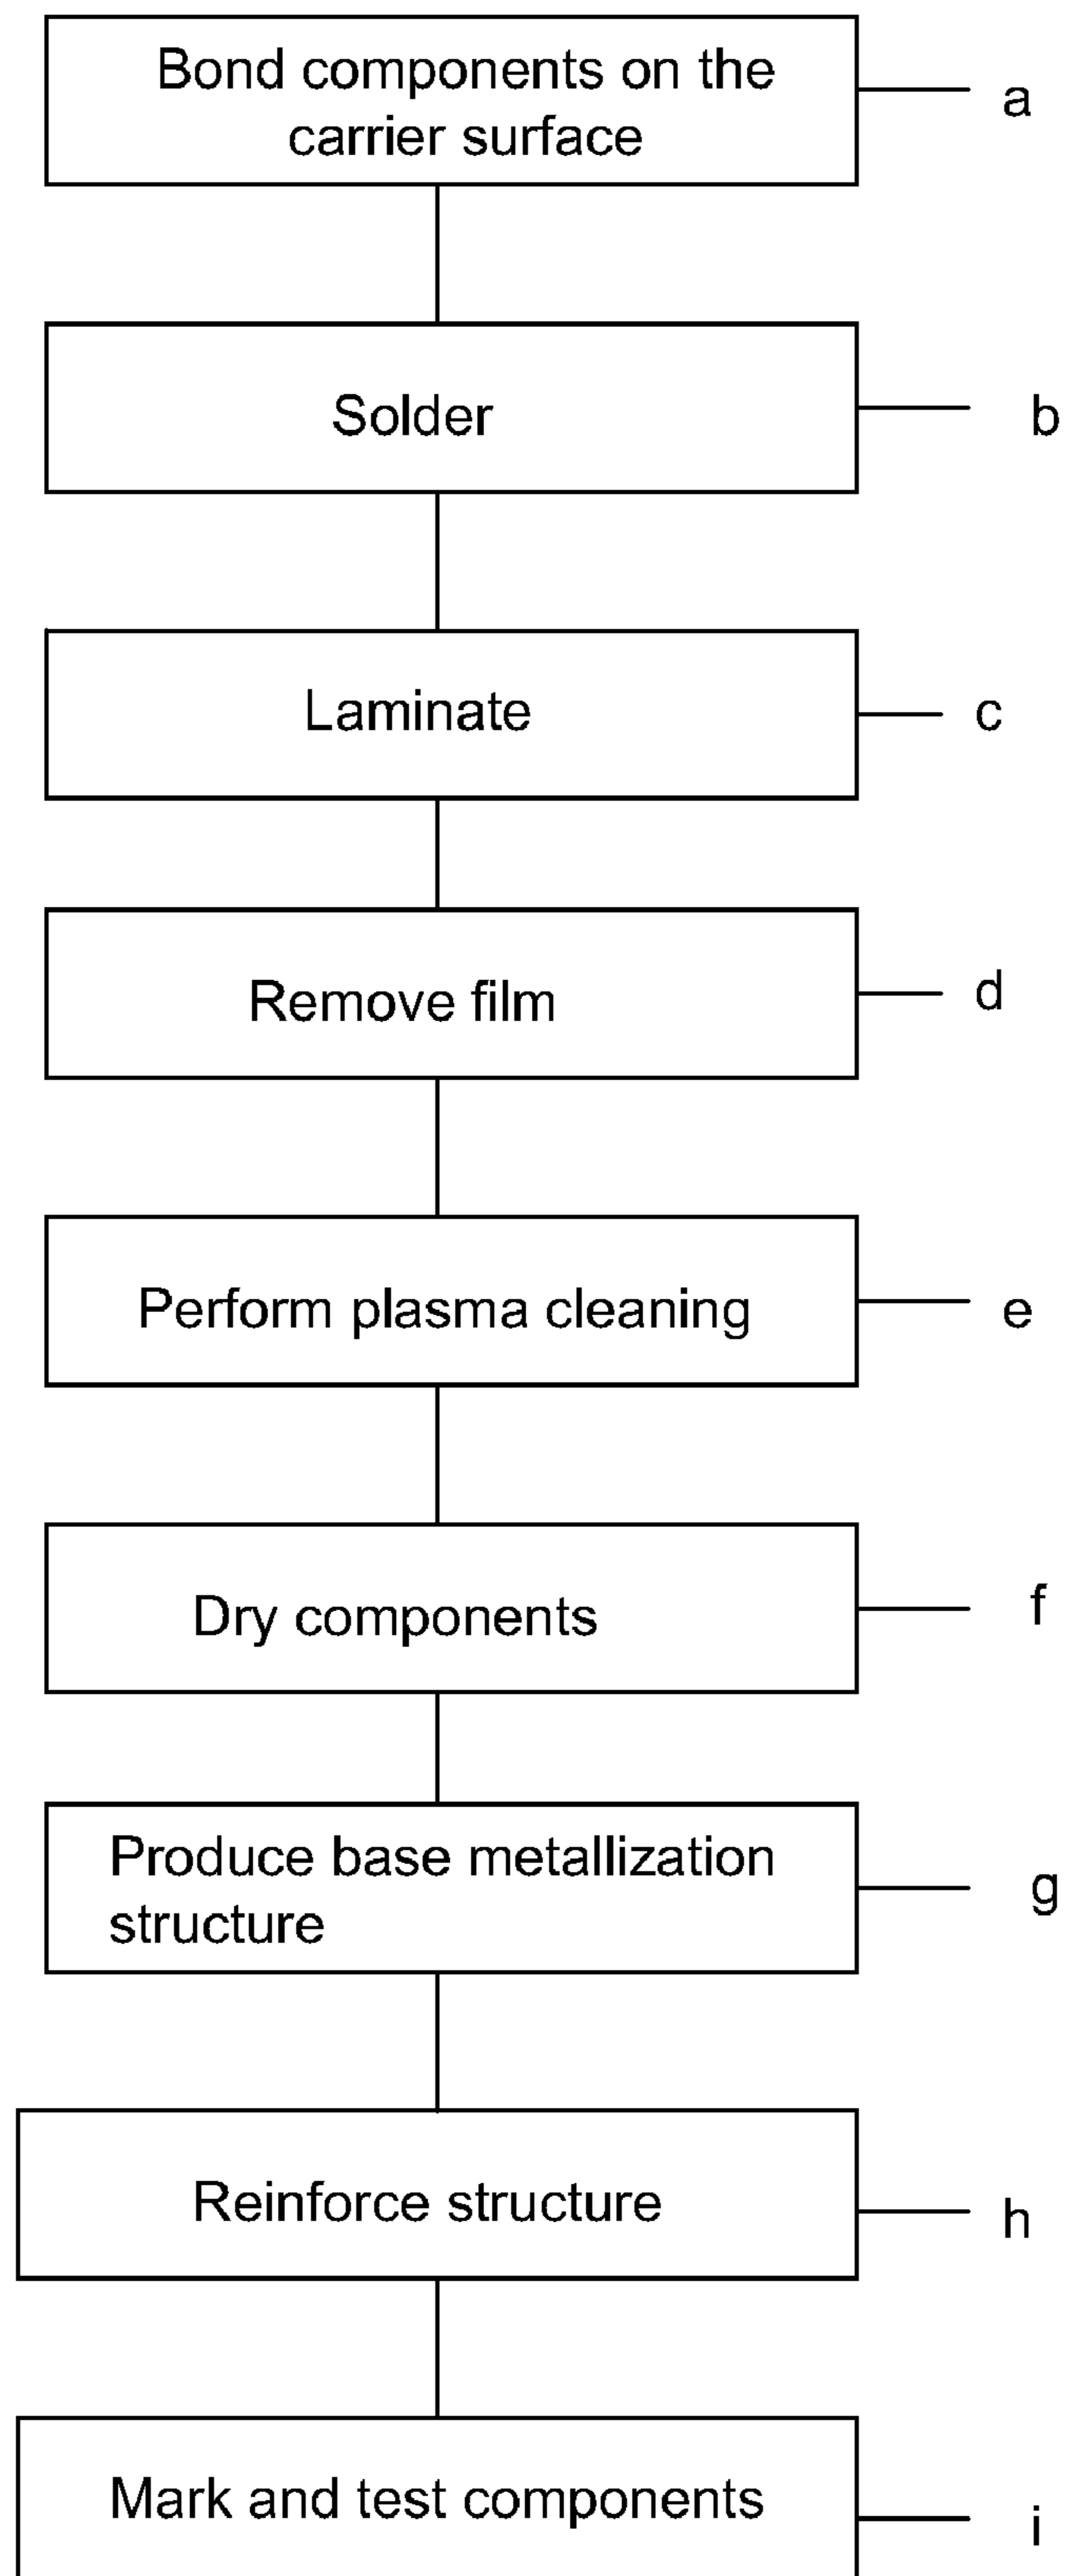 Bond components on the
carrier surface
a
Solder
b
Laminate
c
Remove film
d
Perform plasma cleaning
e
Dry components
f
Produce base metallization
structure
g
Reinforce structure
h
Mark and test components
i